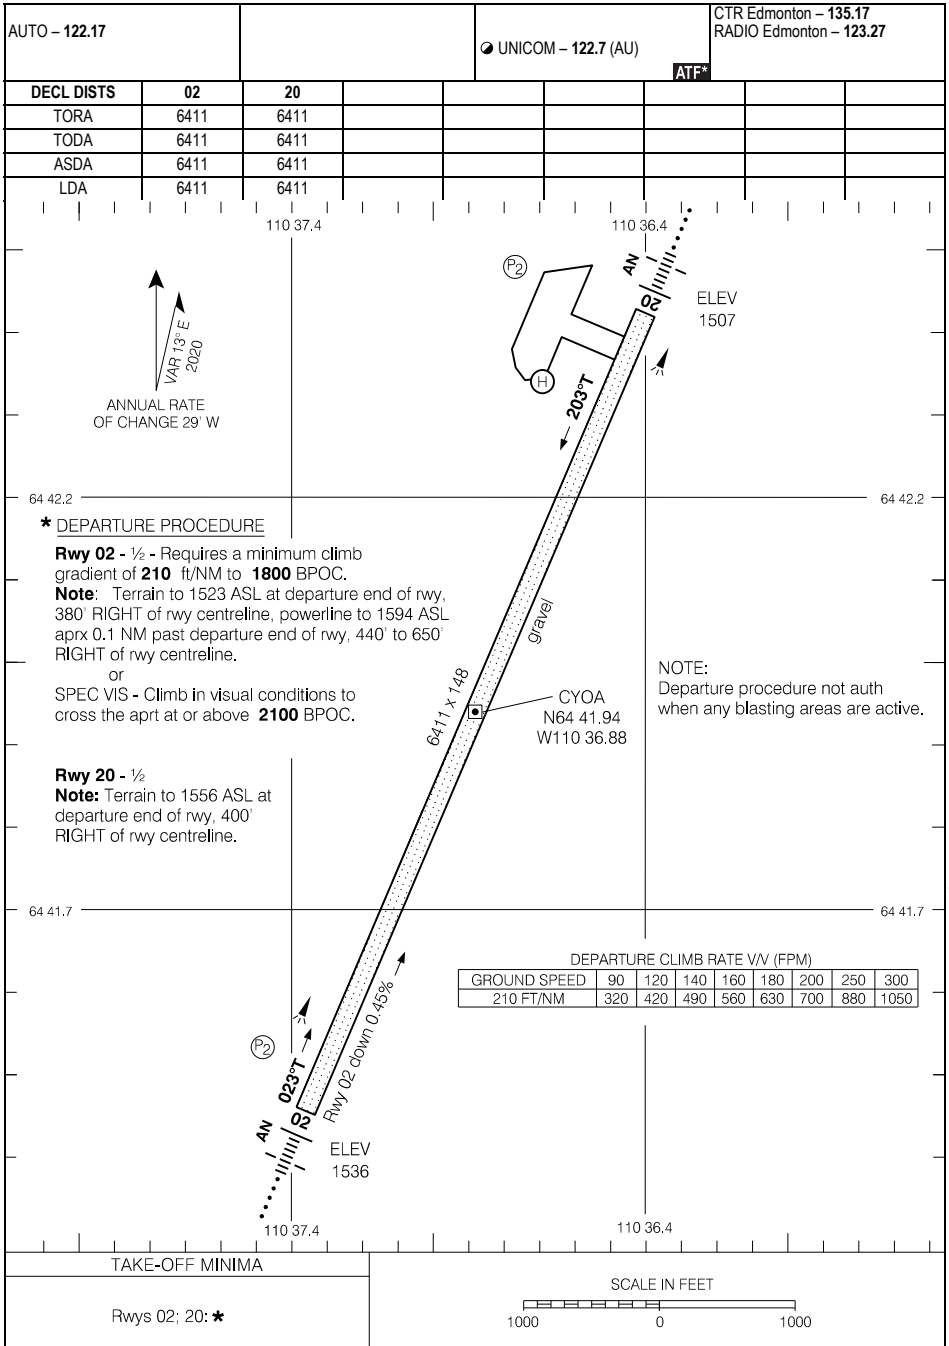 AUTO – 122.17
UNICOM – 122.7 (AU)
ATF*
CTR Edmonton – 135.17
RADIO Edmonton – 123.27
DECL DISTS 02 20
TORA 6411 6411
TODA 6411 6411
ASDA 6411 6411
LDA 6411 6411
110 37.4
110 36.4
P2
AN
20
ELEV
1507
H
203°T
VAR 13° E
2020
ANNUAL RATE
OF CHANGE 29' W
64 42.2
64 42.2
* DEPARTURE PROCEDURE
Rwy 02 - ½ - Requires a minimum climb
gradient of 210 ft/NM to 1800 BPOC.
Note: Terrain to 1523 ASL at departure end of rwy,
380' RIGHT of rwy centreline, powerline to 1594 ASL
aprx 0.1 NM past departure end of rwy, 440' to 650'
RIGHT of rwy centreline.
or
SPEC VIS - Climb in visual conditions to
cross the aprt at or above 2100 BPOC.
Rwy 20 - ½
Note: Terrain to 1556 ASL at
departure end of rwy, 400'
RIGHT of rwy centreline.
gravel
6411 x 148
CYOA
N64 41.94
W110 36.88
NOTE:
Departure procedure not auth
when any blasting areas are active.
64 41.7
64 41.7
DEPARTURE CLIMB RATE V/V (FPM)
GROUND SPEED 90 120 140 160 180 200 250 300
210 FT/NM 320 420 490 560 630 700 880 1050
Rwy 02 down 0.45%
P2
023°T
02
AN
ELEV
1536
110 37.4
110 36.4
TAKE-OFF MINIMA
Rwys 02; 20: *
SCALE IN FEET
1000 0 1000